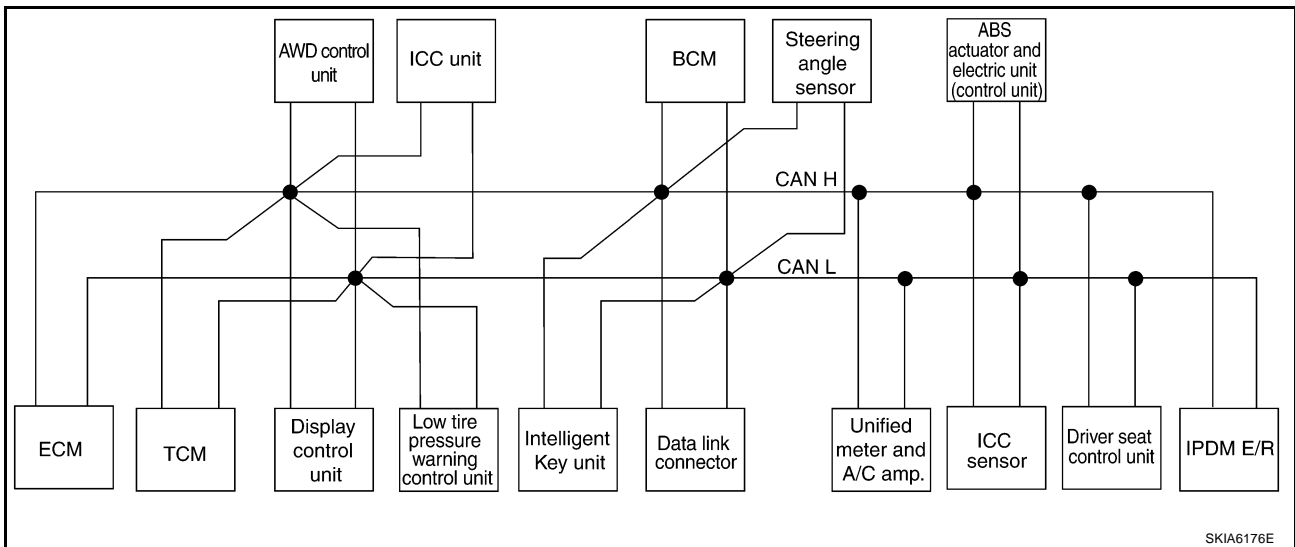 AWD control
unit
ICC unit
BCM
Steering
angle
sensor
ABS
actuator and
electric unit
(control unit)
CAN H
CAN L
ECM
TCM
Display
control
unit
Low tire
pressure
warning
control unit
Intelligent
Key unit
Data link
connector
Unified
meter and
A/C amp.
ICC
sensor
Driver seat
control unit
IPDM E/R
SKIA6176E